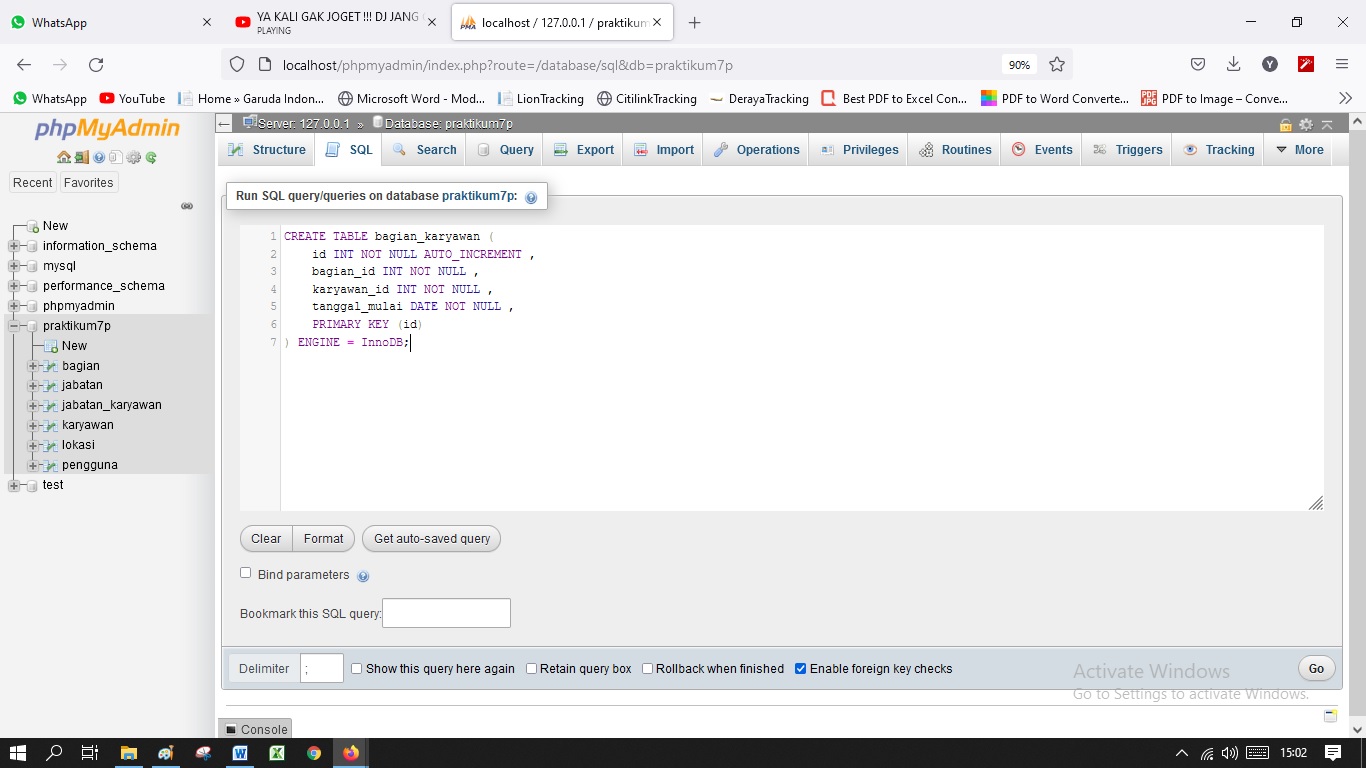 WhatsApp
YA KALI GAK JOGET !!! DJ JANG
PLAYING
localhost / 127.0.0.1 / praktikum
localhost/phpmyadmin/index.php?route=/database/sql&db=praktikum7p
90%
Y
WhatsApp
YouTube
Home » Garuda Indon...
Microsoft Word - Mod...
LionTracking
CitilinkTracking
DerayaTracking
Best PDF to Excel Con...
PDF to Word Converte...
PDF to Image – Conve...
phpMyAdmin
Server: 127.0.0.1 » Database: praktikum7p
Structure
SQL
Search
Query
Export
Import
Operations
Privileges
Routines
Events
Triggers
Tracking
More
Recent
Favorites
New
information_schema
mysql
performance_schema
phpmyadmin
praktikum7p
New
bagian
jabatan
jabatan_karyawan
karyawan
lokasi
pengguna
test
Run SQL query/queries on database praktikum7p:
1 CREATE TABLE bagian_karyawan (
2 id INT NOT NULL AUTO_INCREMENT ,
3 bagian_id INT NOT NULL ,
4 karyawan_id INT NOT NULL ,
5 tanggal_mulai DATE NOT NULL ,
6 PRIMARY KEY (id)
7 ) ENGINE = InnoDB;
Clear
Format
Get auto-saved query
Bind parameters
Bookmark this SQL query:
Delimiter ;
Show this query here again
Retain query box
Rollback when finished
Enable foreign key checks
Go
Activate Windows
Go to Settings to activate Windows.
Console
15:02